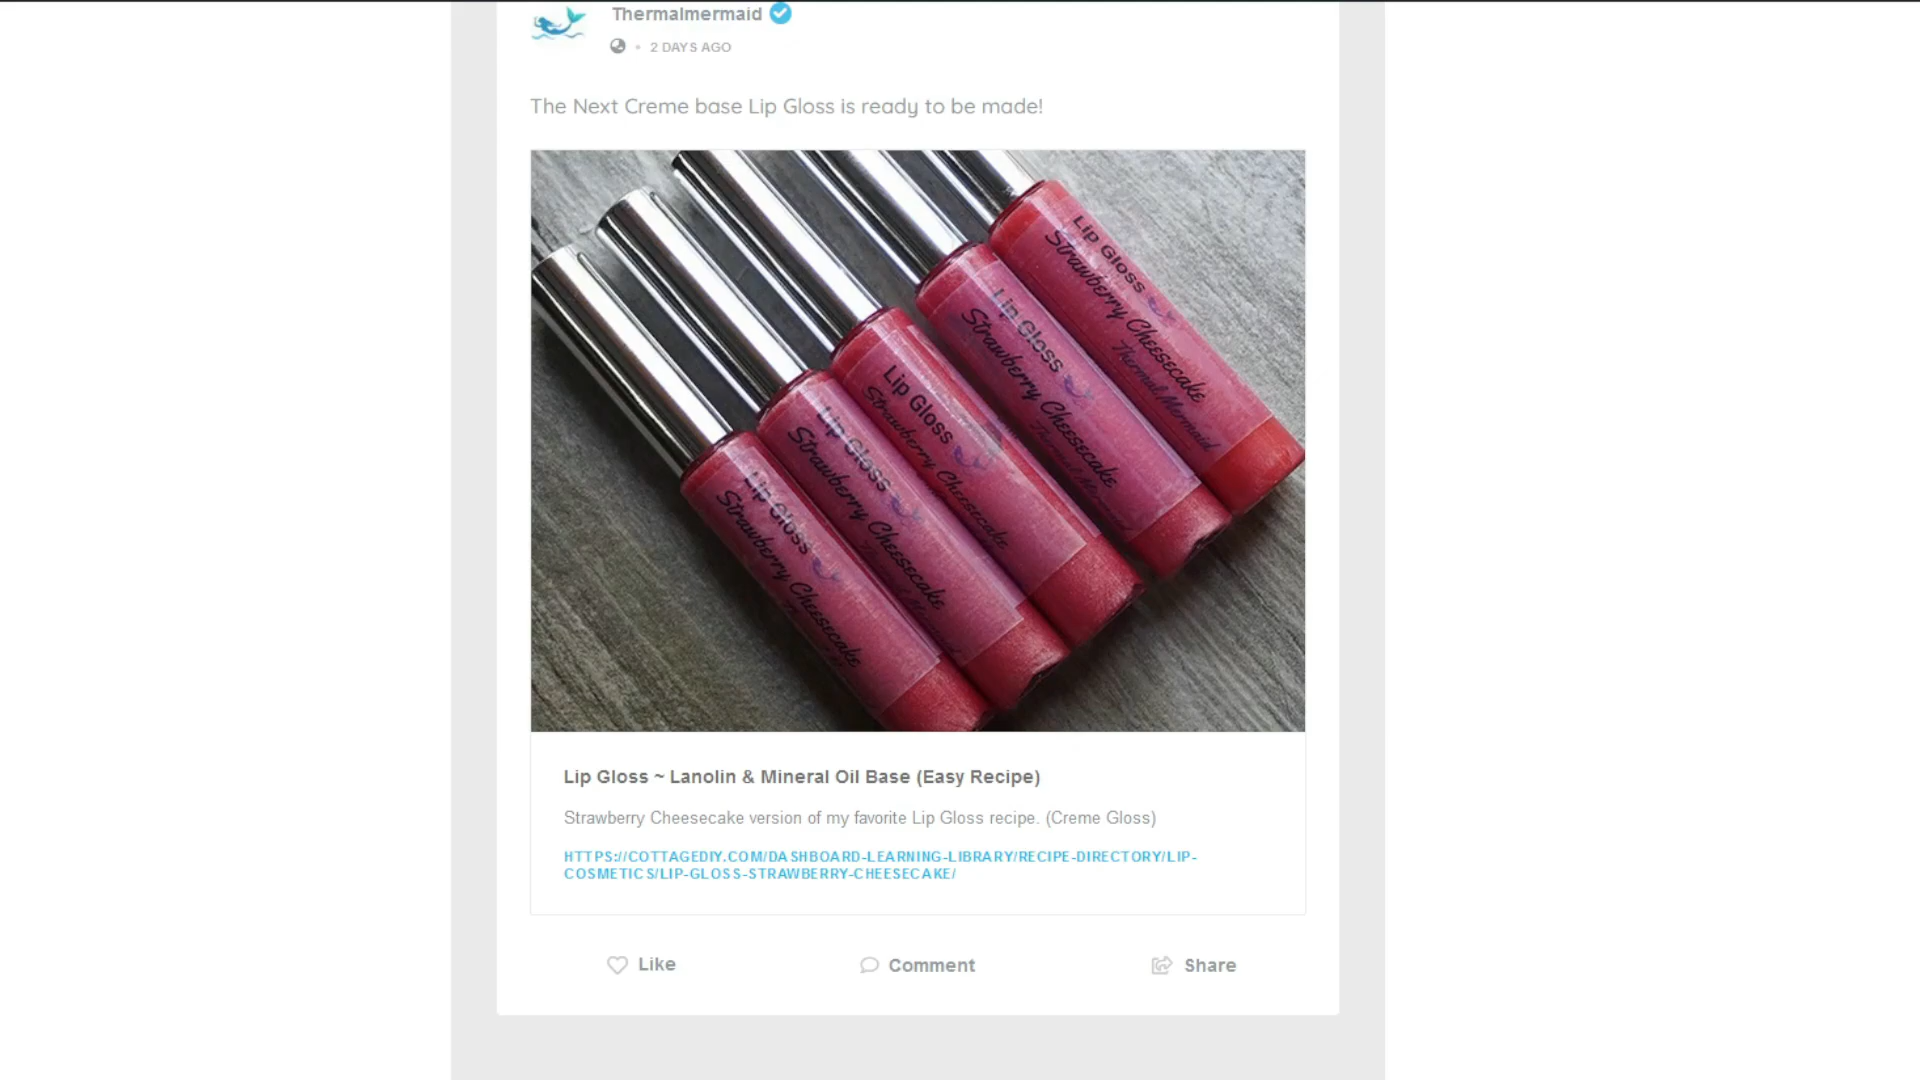 Thermalmermaid
2 DAYS AGO
The Next Creme base Lip Gloss is ready to be made!
Lip Gloss
Strawberry Cheesecake
Thermal Mermaid
Lip Gloss
Strawberry Cheesecake
Thermal Mermaid
Lip Gloss
Strawberry Cheesecake
Lip Gloss
Strawberry Cheesecake
Lip Gloss
Strawberry Cheesecake
Lip Gloss ~ Lanolin & Mineral Oil Base (Easy Recipe)
Strawberry Cheesecake version of my favorite Lip Gloss recipe. (Creme Gloss)
HTTPS://COTTAGEDIY.COM/DASHBOARD-LEARNING-LIBRARY/RECIPE-DIRECTORY/LIP-
COSMETICS/LIP-GLOSS-STRAWBERRY-CHEESECAKE/
Like
Comment
Share